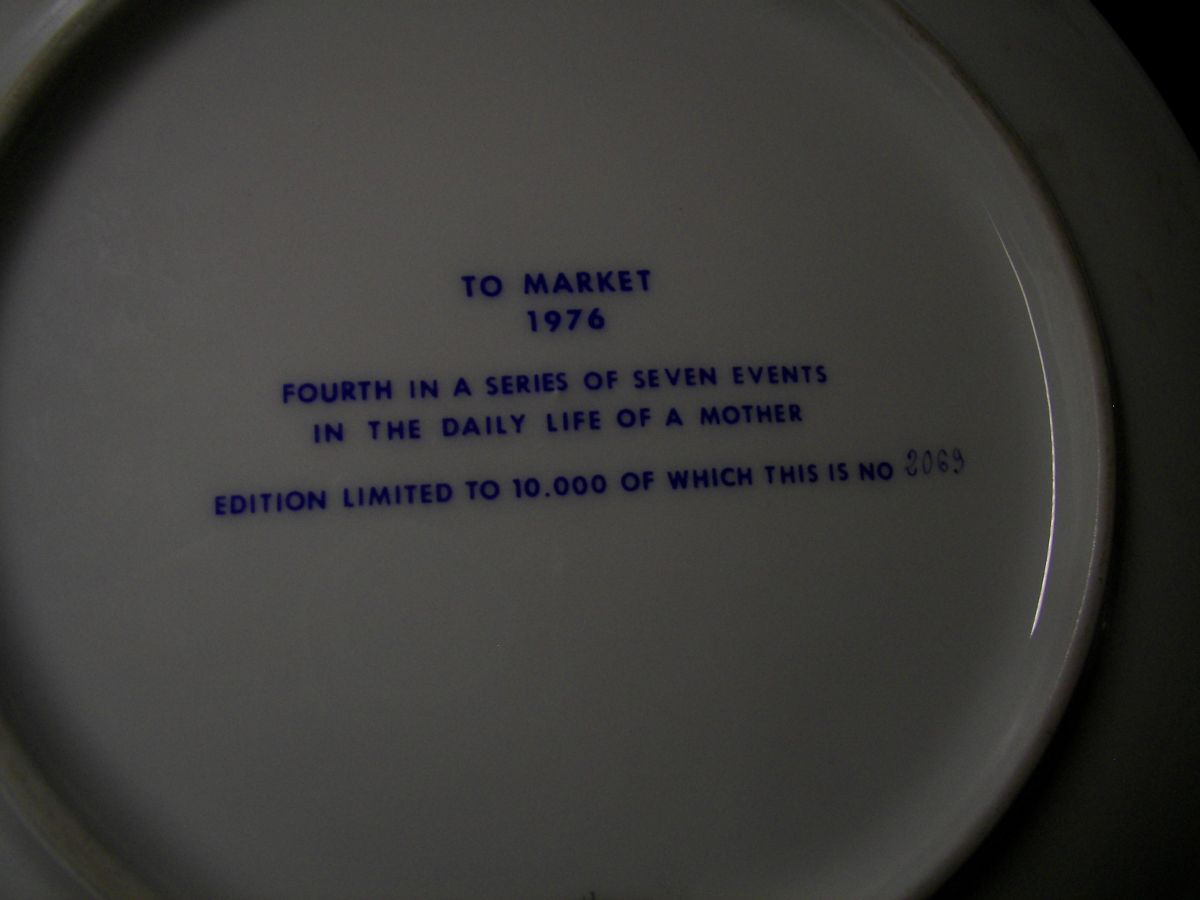 TO MARKET
1976
FOURTH IN A SERIES OF SEVEN EVENTS
IN THE DAILY LIFE OF A MOTHER
EDITION LIMITED TO 10.000 OF WHICH THIS IS NO 2069